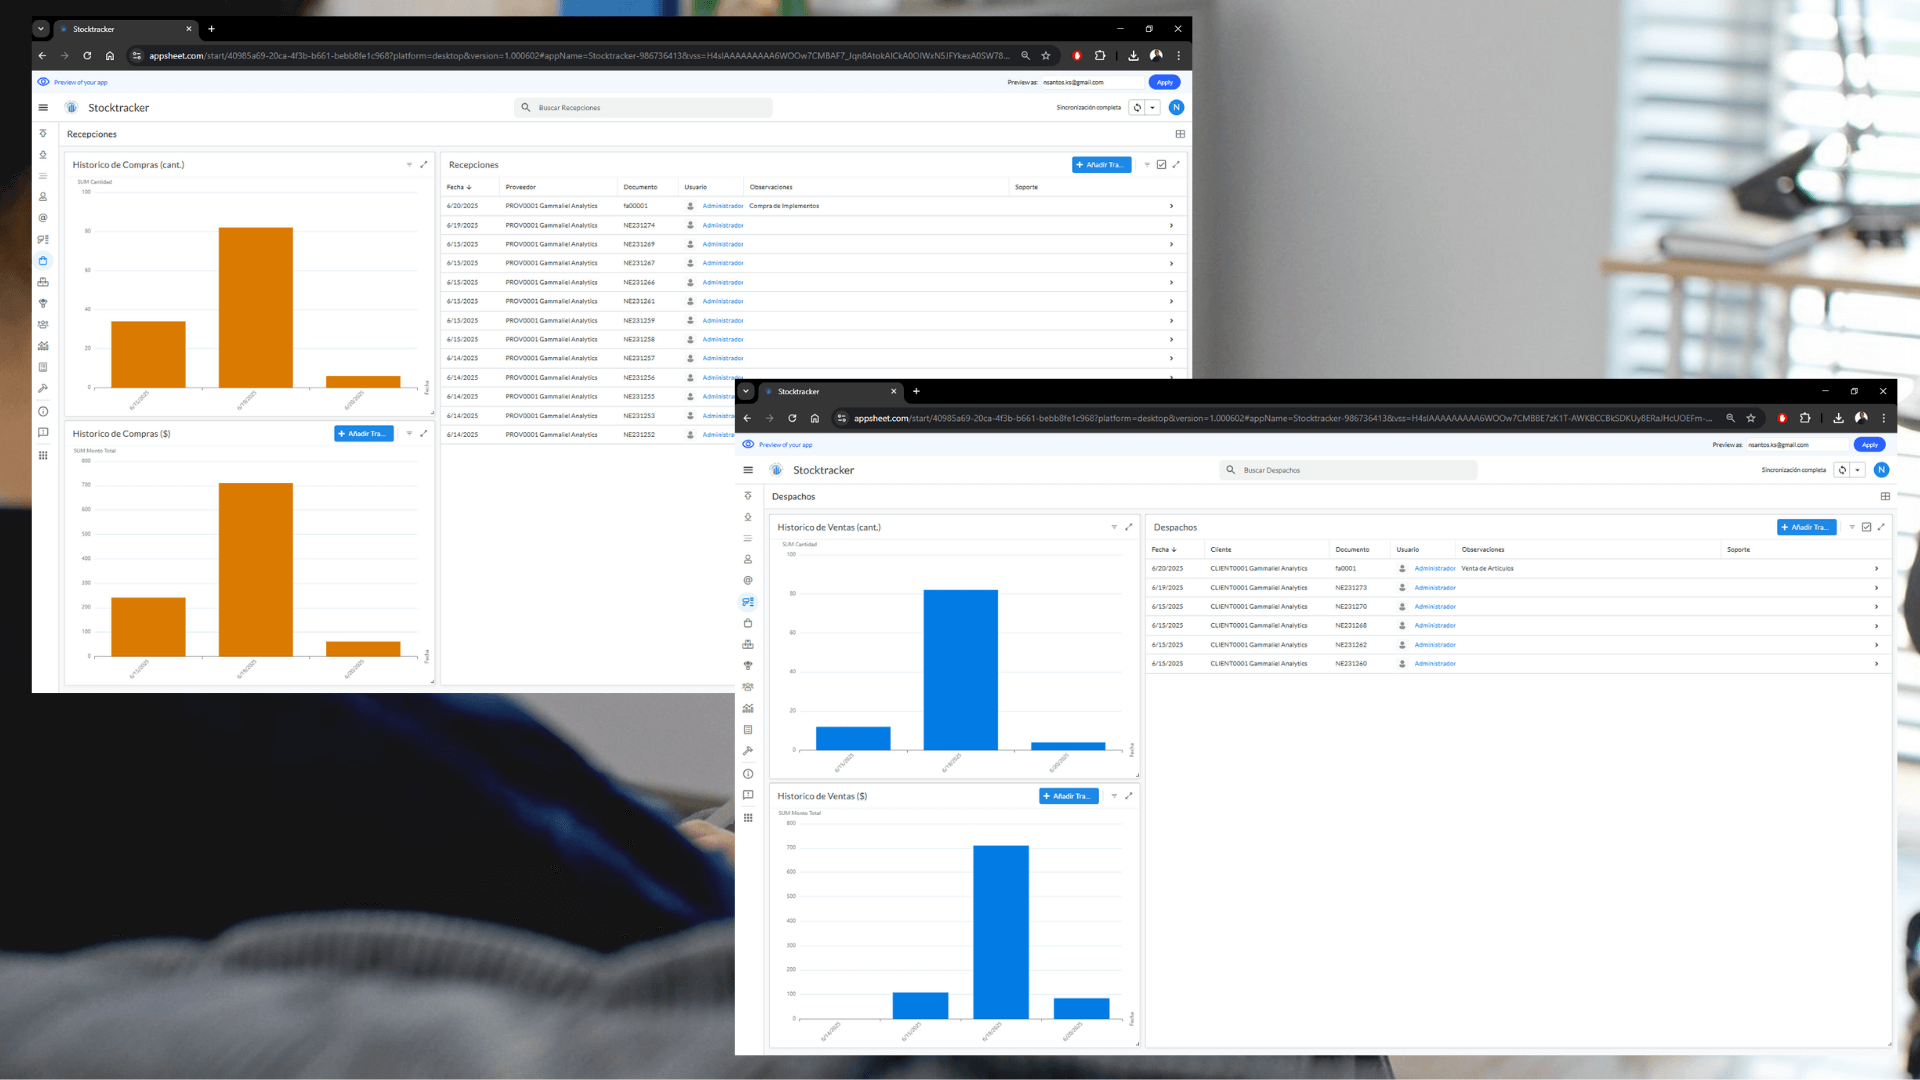 Stocktracker
appsheet.com/start/40985a69-20ca-4f3b-b661-bebb8fe1c968?platform=desktop&version=1.000602#appName=Stocktracker-986736413&vss=
Preview of your app
Preview as: nsantos.ks@gmail.com Apply
Stocktracker
Buscar Recepciones
Sincronización completa
N
Recepciones
Historico de Compras (cant.)
SUM Cantidad
100
80
60
40
20
0
6/15/2025 6/19/2025 6/20/2025
Fecha
Historico de Compras ($)
Añadir Tra...
SUM Monto Total
800
700
600
500
400
300
200
100
0
6/15/2025 6/19/2025 6/20/2025
Fecha
Recepciones
Añadir Tra...
Fecha Proveedor Documento Usuario Observaciones Soporte
6/20/2025 PROV0001 Gammaliel Analytics fa00001 Administrador Compra de Implementos
6/19/2025 PROV0001 Gammaliel Analytics NE231274 Administrador
6/15/2025 PROV0001 Gammaliel Analytics NE231269 Administrador
6/15/2025 PROV0001 Gammaliel Analytics NE231267 Administrador
6/15/2025 PROV0001 Gammaliel Analytics NE231266 Administrador
6/15/2025 PROV0001 Gammaliel Analytics NE231261 Administrador
6/15/2025 PROV0001 Gammaliel Analytics NE231259 Administrador
6/15/2025 PROV0001 Gammaliel Analytics NE231258 Administrador
6/14/2025 PROV0001 Gammaliel Analytics NE231257 Administrador
6/14/2025 PROV0001 Gammaliel Analytics NE231256
6/14/2025 PROV0001 Gammaliel Analytics NE231255
6/14/2025 PROV0001 Gammaliel Analytics NE231253
6/14/2025 PROV0001 Gammaliel Analytics NE231252
Stocktracker
appsheet.com/start/40985a69-20ca-4f3b-b661-bebb8fe1c968?platform=desktop&version=1.000602#appName=Stocktracker-986736413&vss=
Preview of your app
Preview as: nsantos.ks@gmail.com Apply
Stocktracker
Buscar Despachos
Sincronización completa
N
Despachos
Historico de Ventas (cant.)
SUM Cantidad
100
80
60
40
20
0
6/15/2025 6/19/2025 6/20/2025
Fecha
Historico de Ventas ($)
Añadir Tra...
SUM Monto Total
800
700
600
500
400
300
200
100
0
6/14/2025 6/15/2025 6/19/2025 6/20/2025
Fecha
Despachos
Añadir Tra...
Fecha Cliente Documento Usuario Observaciones Soporte
6/20/2025 CLIENT0001 Gammaliel Analytics fa0001 Administrador Venta de Artículos
6/19/2025 CLIENT0001 Gammaliel Analytics NE231273 Administrador
6/15/2025 CLIENT0001 Gammaliel Analytics NE231270 Administrador
6/15/2025 CLIENT0001 Gammaliel Analytics NE231268 Administrador
6/15/2025 CLIENT0001 Gammaliel Analytics NE231262 Administrador
6/15/2025 CLIENT0001 Gammaliel Analytics NE231260 Administrador